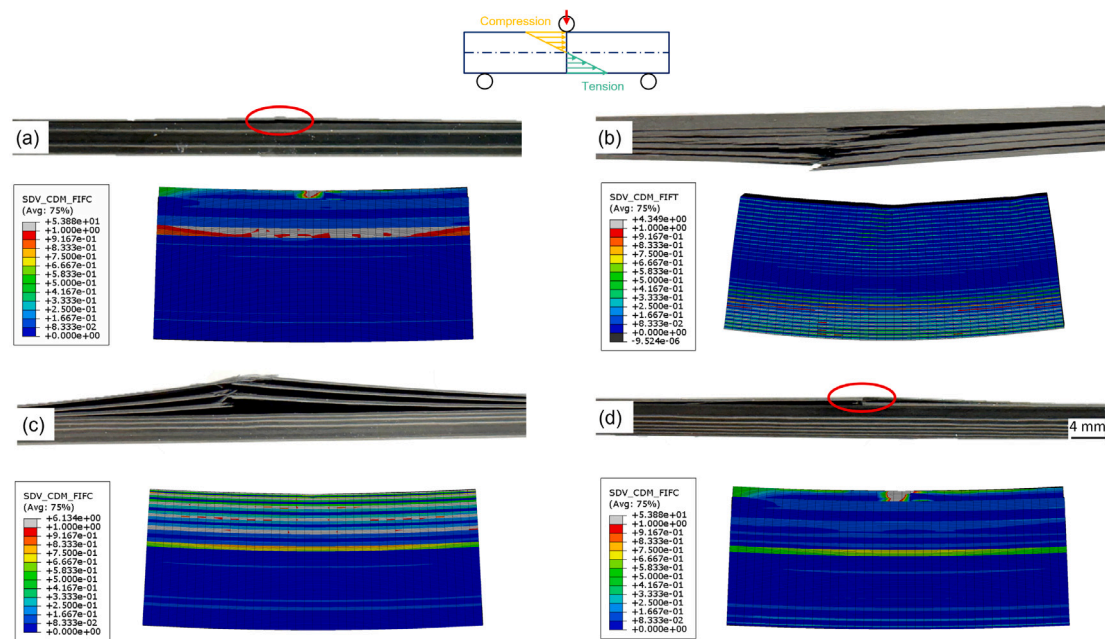 Compression
Tension
(a)
(b)
SDV_CDM_FIFC
(Avg: 75%)
+5.388e+01
+1.000e+00
+9.167e-01
+8.333e-01
+7.500e-01
+6.667e-01
+5.833e-01
+5.000e-01
+4.167e-01
+3.333e-01
+2.500e-01
+1.667e-01
+8.333e-02
+0.000e+00
SDV_CDM_FIFT
(Avg: 75%)
+4.349e+00
+1.000e+00
+9.167e-01
+8.333e-01
+7.500e-01
+6.667e-01
+5.833e-01
+5.000e-01
+4.167e-01
+3.333e-01
+2.500e-01
+1.667e-01
+8.333e-02
+0.000e+00
-9.524e-06
(c)
(d)
4 mm
SDV_CDM_FIFC
(Avg: 75%)
+6.134e+00
+1.000e+00
+9.167e-01
+8.333e-01
+7.500e-01
+6.667e-01
+5.833e-01
+5.000e-01
+4.167e-01
+3.333e-01
+2.500e-01
+1.667e-01
+8.333e-02
+0.000e+00
SDV_CDM_FIFC
(Avg: 75%)
+5.388e+01
+1.000e+00
+9.167e-01
+8.333e-01
+7.500e-01
+6.667e-01
+5.833e-01
+5.000e-01
+4.167e-01
+3.333e-01
+2.500e-01
+1.667e-01
+8.333e-02
+0.000e+00